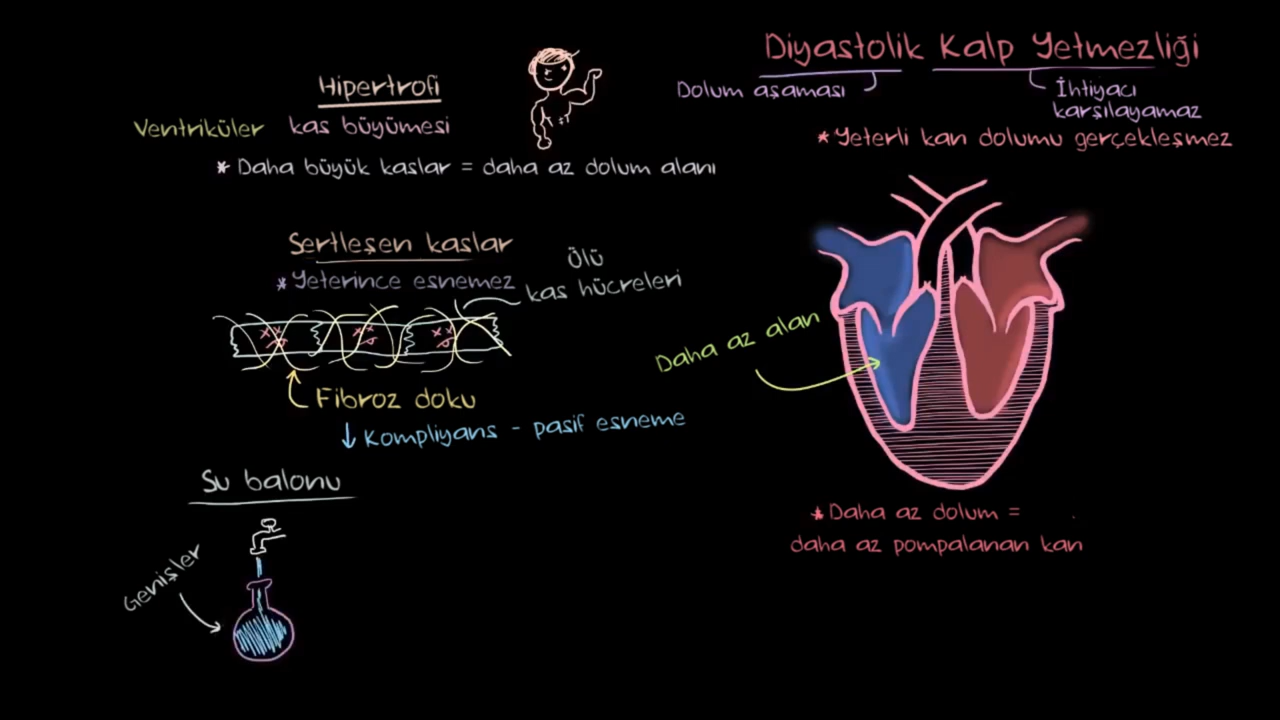 Diyastolik Kalp Yetmezliği
Dolum aşaması
İhtiyacı
karşılayamaz
*Yeterli kan dolumu gerçekleşmez
Hipertrofi
Ventriküler kas büyümesi
* Daha büyük kaslar = daha az dolum alanı
Sertleşen kaslar
*Yeterince esnemez
Ölü
kas hücreleri
Fibroz doku
↓ Kompliyans - pasif esneme
Daha az alan
*Daha az dolum =
daha az pompalanan kan
Su balonu
Genişler